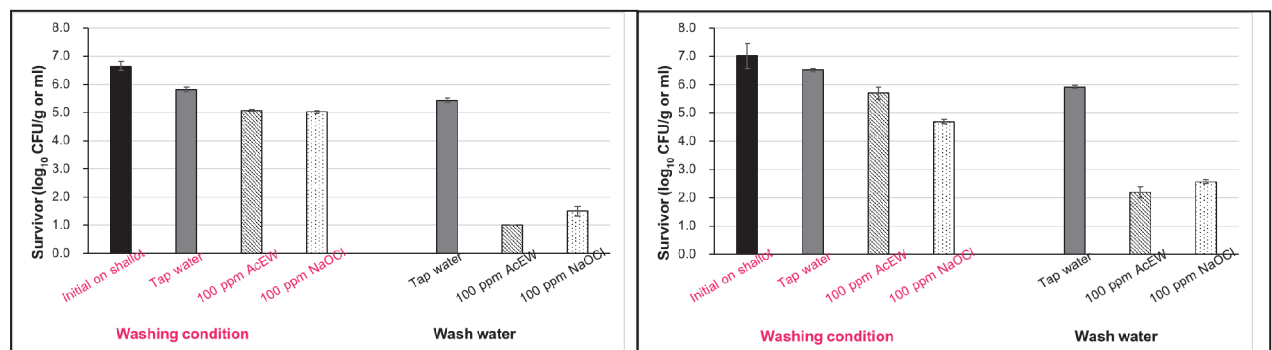 8.0
7.0
6.0
5.0
4.0
3.0
2.0
1.0
0.0
Survivor (log10 CFU/g or ml)
Initial on shallot
Tap water
100 ppm AcEW
100 ppm NaOCl
Tap water
100 ppm AcEW
100 ppm NaOCl
Washing condition
Wash water
8.0
7.0
6.0
5.0
4.0
3.0
2.0
1.0
0.0
Survivor (log10 CFU/g or ml)
Initial on shallot
Tap water
100 ppm AcEW
100 ppm NaOCl
Tap water
100 ppm AcEW
100 ppm NaOCl
Washing condition
Wash water